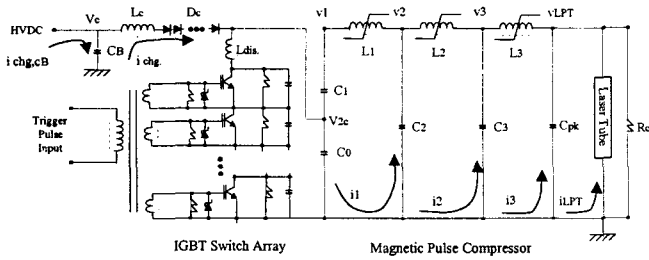 HVDC
Vc
Lc
Dc
i chg,cB
CB
i chg.
Ldis.
Trigger
Pulse
Input
IGBT Switch Array
v1
v2
v3
vLPT
L1
L2
L3
C1
V2c
C0
C2
C3
Cpk
Laser Tube
i1
i2
i3
iLPT
Magnetic Pulse Compressor